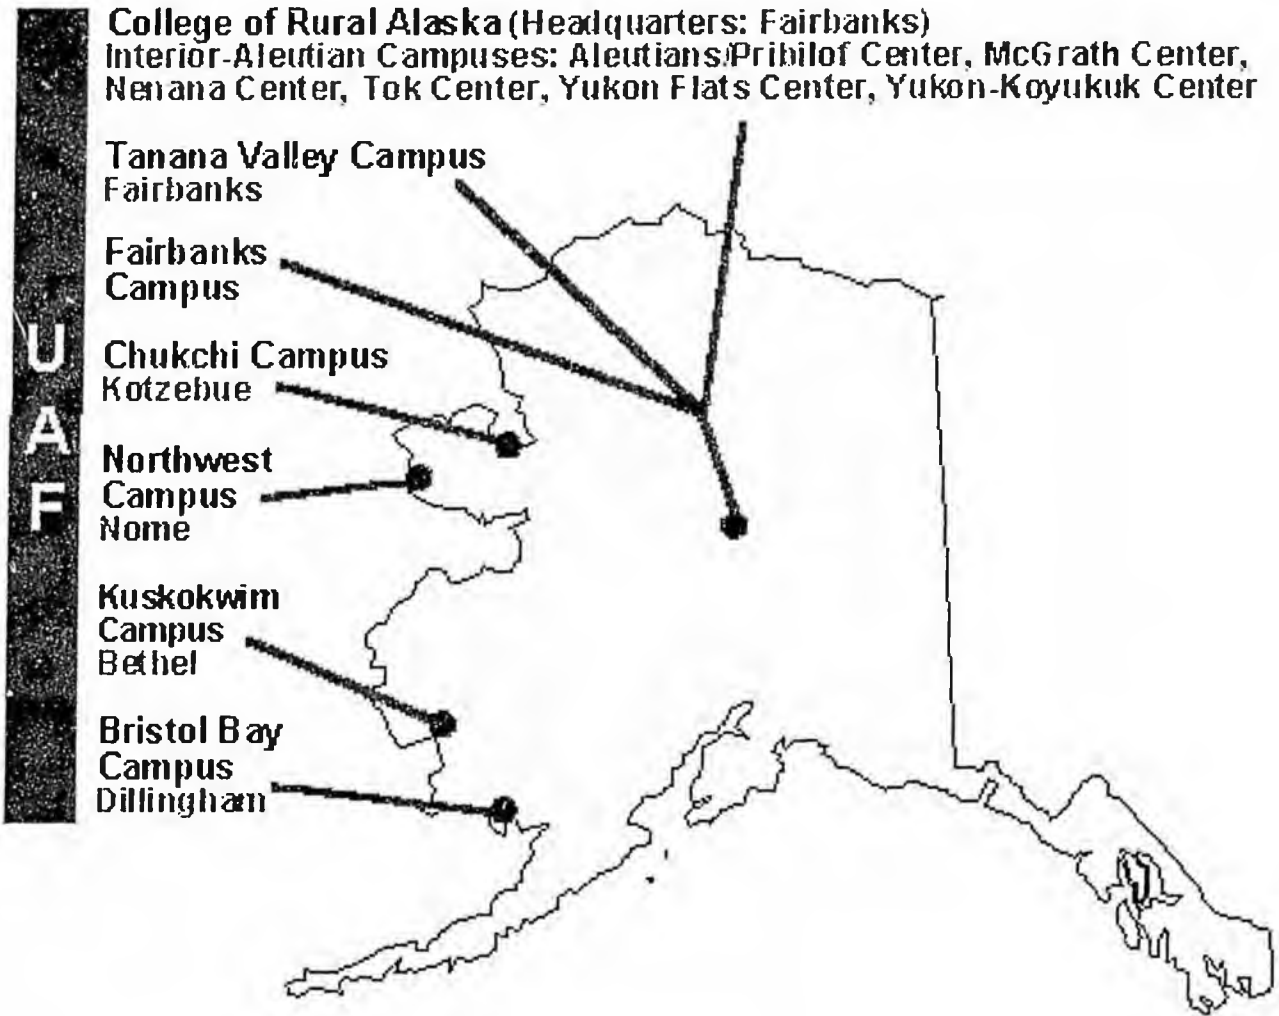 College of Rural Alaska (Headquarters: Fairbanks)
Interior-Aleutian Campuses: Aleutians/Pribilof Center, McGrath Center,
Nenana Center, Tok Center, Yukon Flats Center, Yukon-Koyukuk Center
Tanana Valley Campus
Fairbanks
Fairbanks
Campus
Chukchi Campus
Kotzebue
Northwest
Campus
Nome
Kuskokwim
Campus
Bethel
Bristol Bay
Campus
Dillingham
UAF